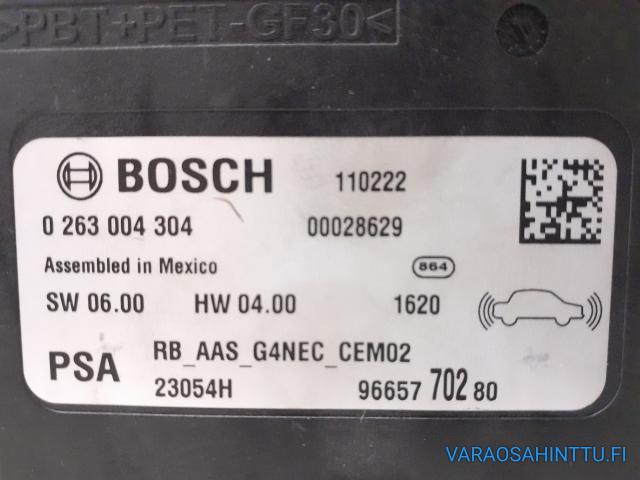 >PBT+PET-GF30<
BOSCH 110222
0 263 004 304 00028629
Assembled in Mexico 864
SW 06.00 HW 04.00 1620
PSA RB_AAS_G4NEC_CEM02
23054H 96657 702 80
VARAOSAHINTTU.FI